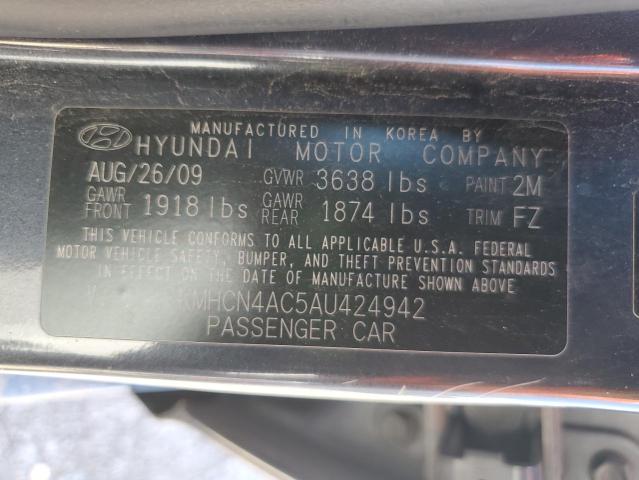 MANUFACTURED IN KOREA BY
HYUNDAI MOTOR COMPANY
AUG/26/09 GVWR 3638 lbs PAINT 2M
GAWR FRONT 1918 lbs GAWR REAR 1874 lbs TRIM FZ
THIS VEHICLE CONFORMS TO ALL APPLICABLE U.S.A. FEDERAL
MOTOR VEHICLE SAFETY, BUMPER, AND THEFT PREVENTION STANDARDS
IN EFFECT ON THE DATE OF MANUFACTURE SHOWN ABOVE
KMHCN4AC5AU424942
PASSENGER CAR